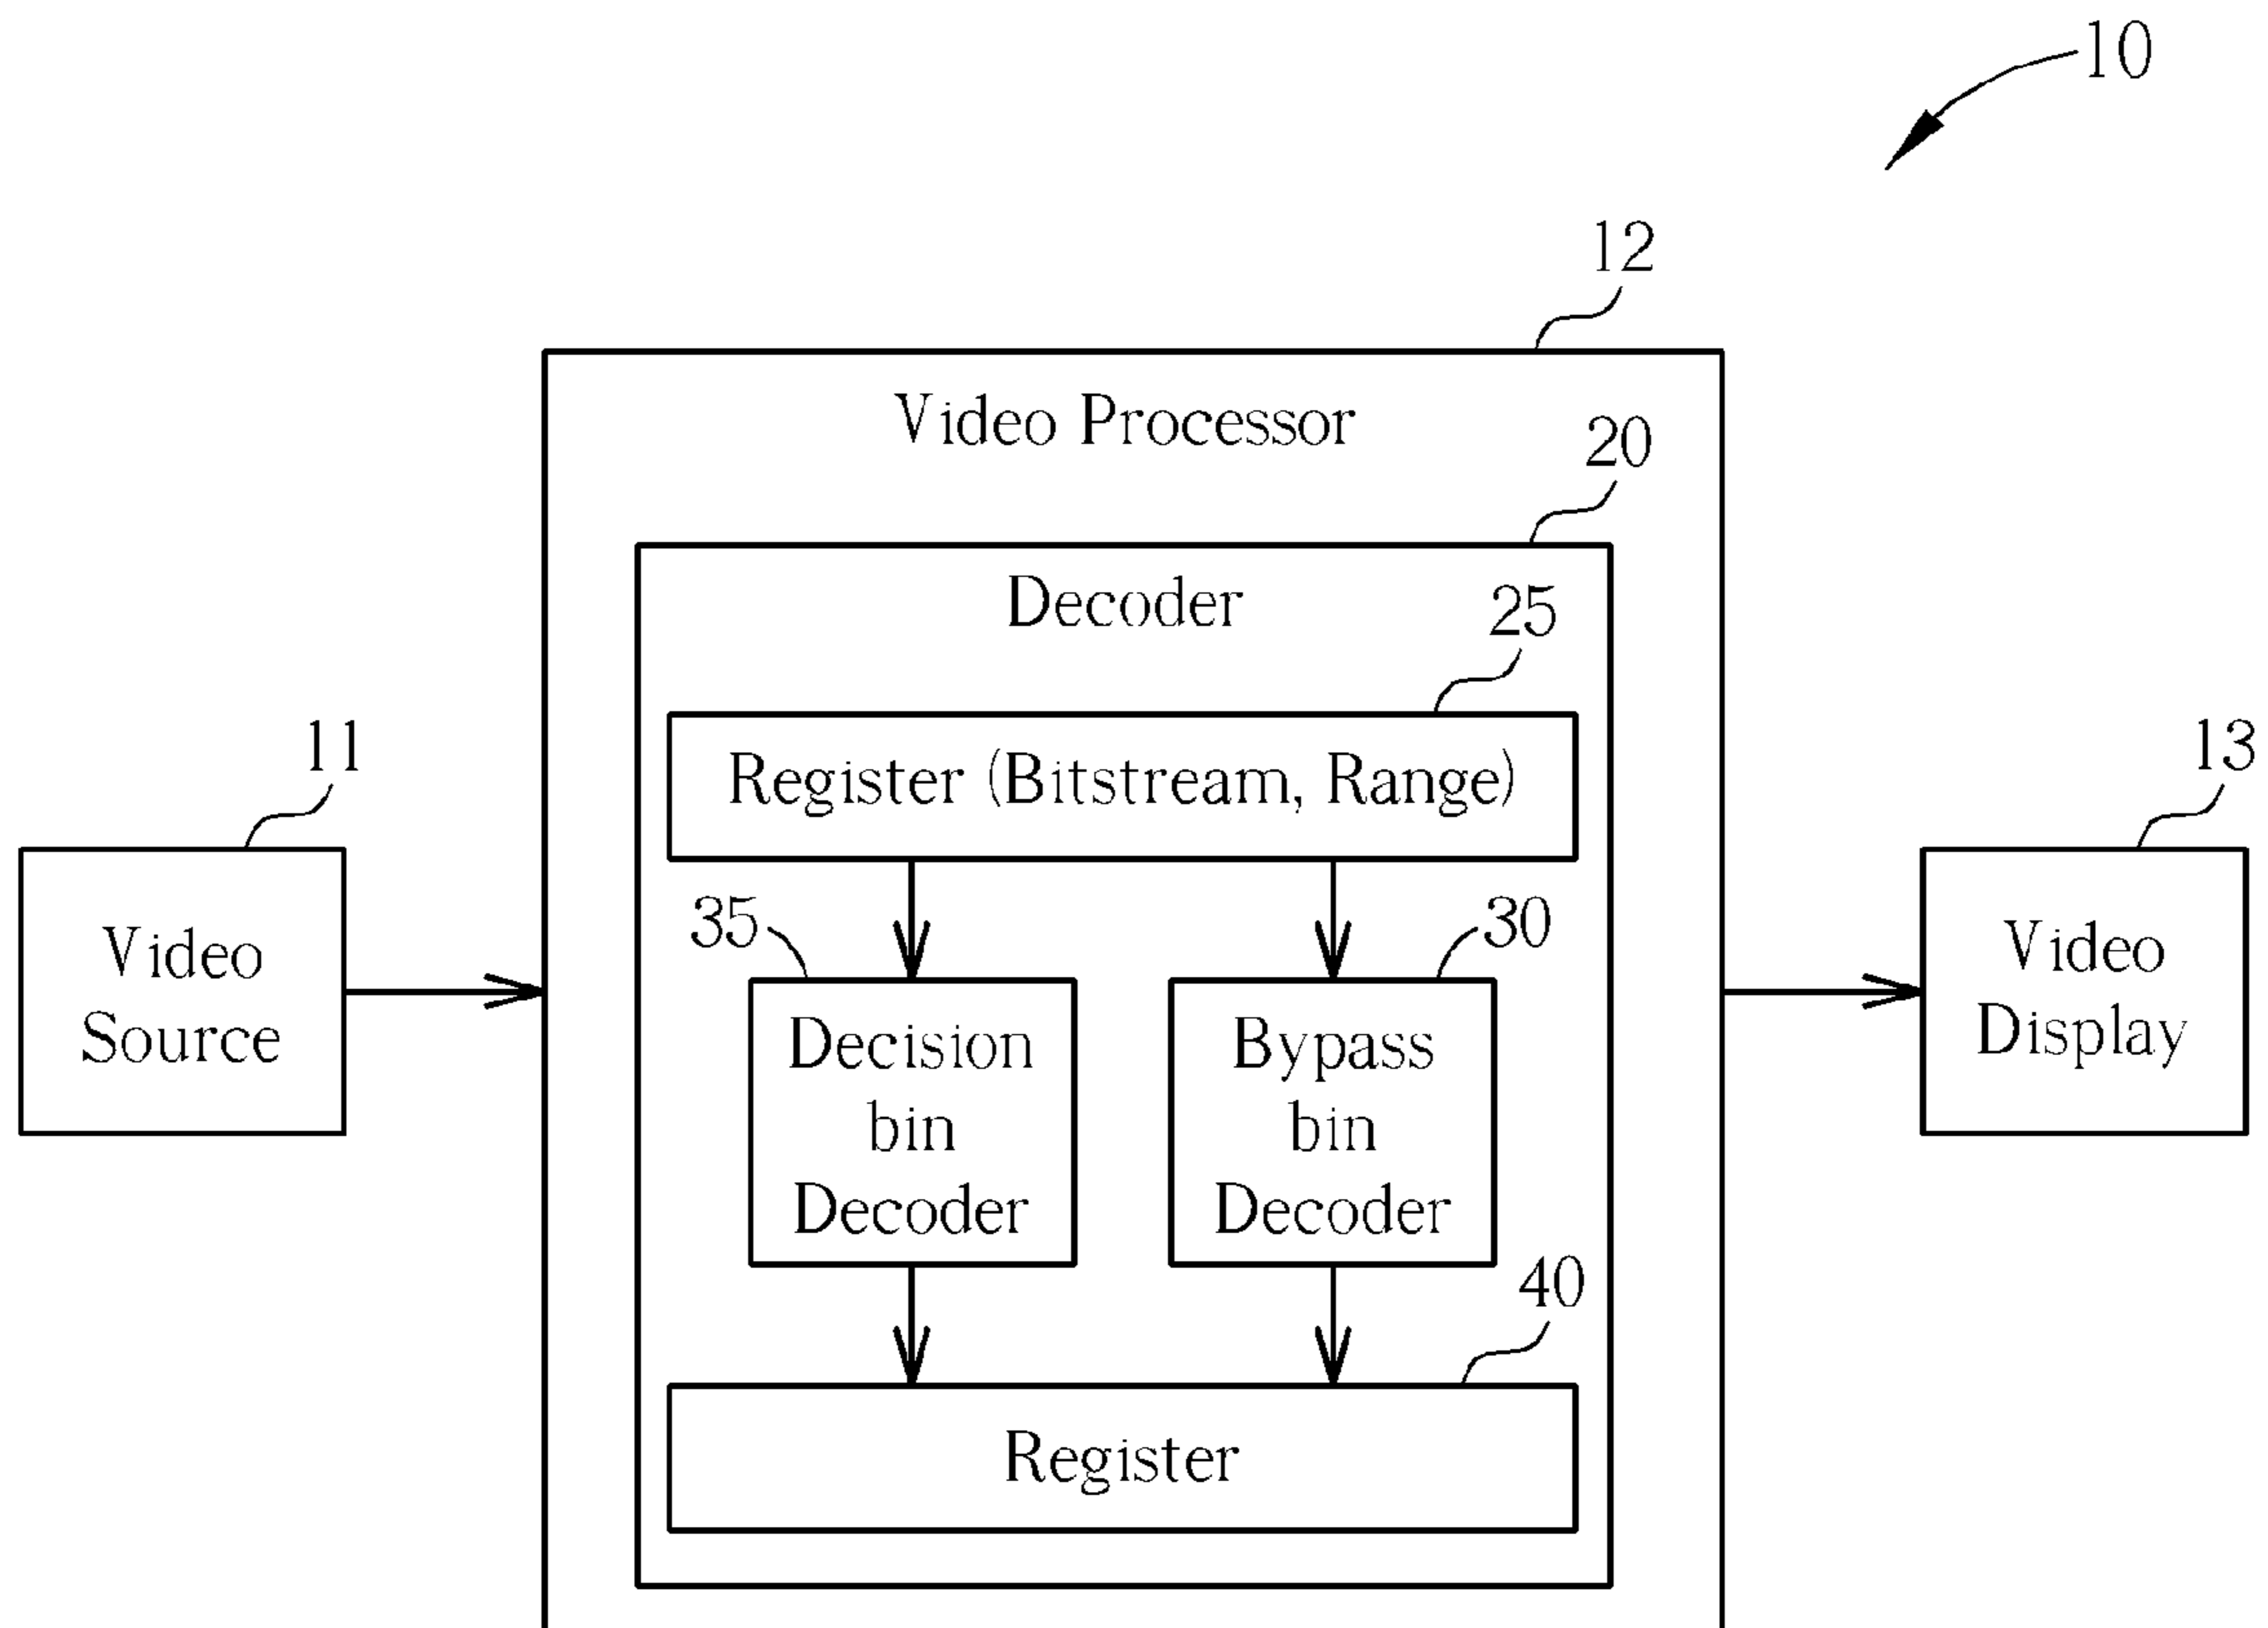 10
12
Video Processor
20
Decoder
25
Register (Bitstream, Range)
11
13
35
30
Video
Source
Decision
bin
Decoder
Bypass
bin
Decoder
Video
Display
40
Register